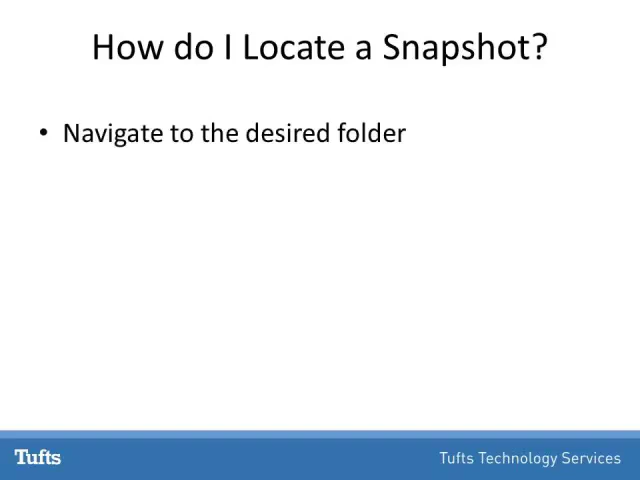 How do I Locate a Snapshot?
• Navigate to the desired folder
Tufts
Tufts Technology Services